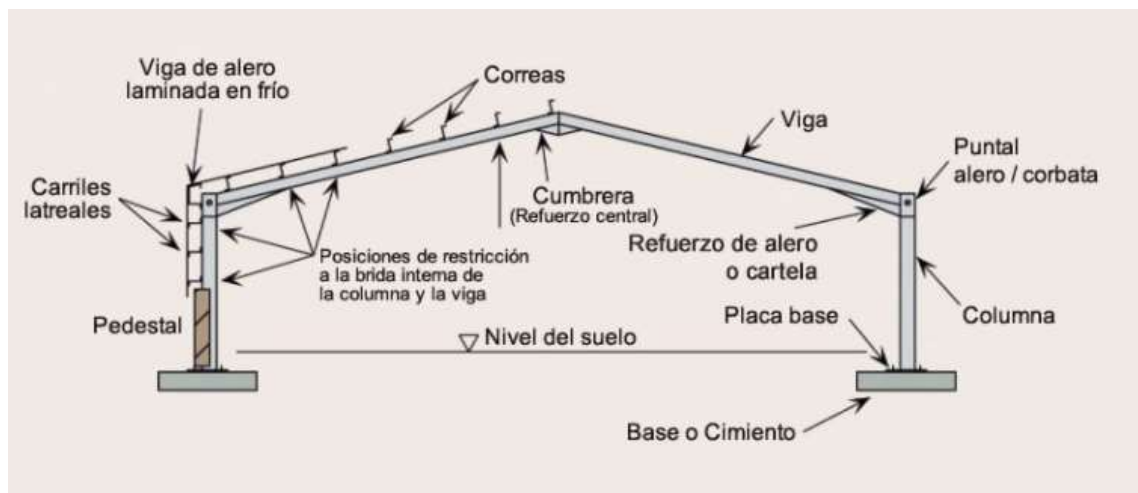 Viga de alero
laminada en frío
Correas
Viga
Puntal
alero / corbata
Carriles
latreales
Cumbrera
(Refuerzo central)
Refuerzo de alero
o cartela
Posiciones de restricción
a la brida interna de
la columna y la viga
Pedestal
Placa base
Columna
Nivel del suelo
Base o Cimiento